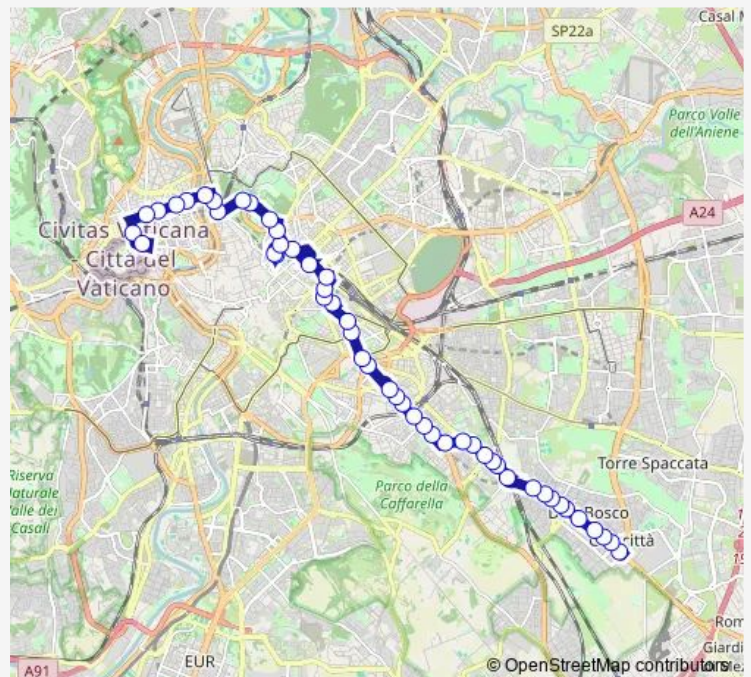 Casal
SP22a
Parco Valle
dell'Aniene
A24
Civitas Vaticana
Città del
Vaticano
Torre Spaccata
Riserva
Naturale
Valle dei
Casali
Parco della
Caffarella
Bosco
EUR
A91
Giardi
© OpenStreetMap contributors